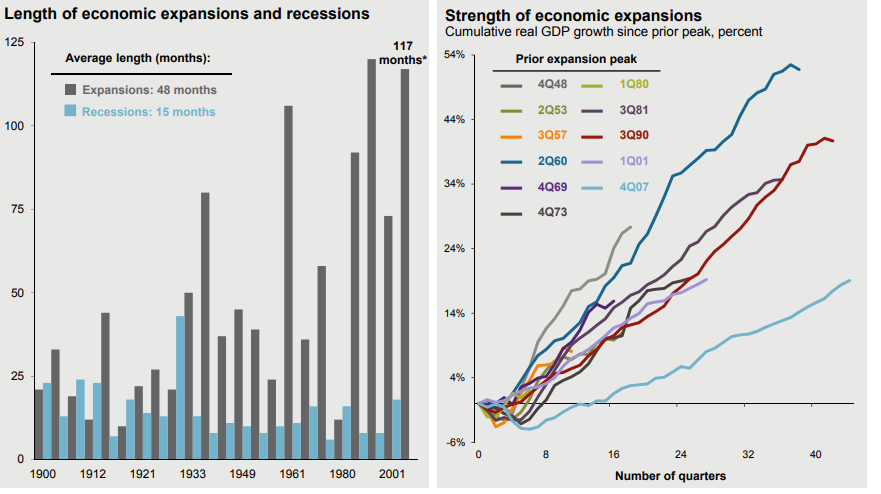 Length of economic expansions and recessions
125
100
75
50
25
0
Average length (months):
Expansions: 48 months
Recessions: 15 months
117
months*
1900 1912 1921 1933 1949 1961 1980 2001
Strength of economic expansions
Cumulative real GDP growth since prior peak, percent
54%
44%
34%
24%
14%
4%
-6%
Prior expansion peak
4Q48 1Q80
2Q53 3Q81
3Q57 3Q90
2Q60 1Q01
4Q69 4Q07
4Q73
0 8 16 24 32 40
Number of quarters